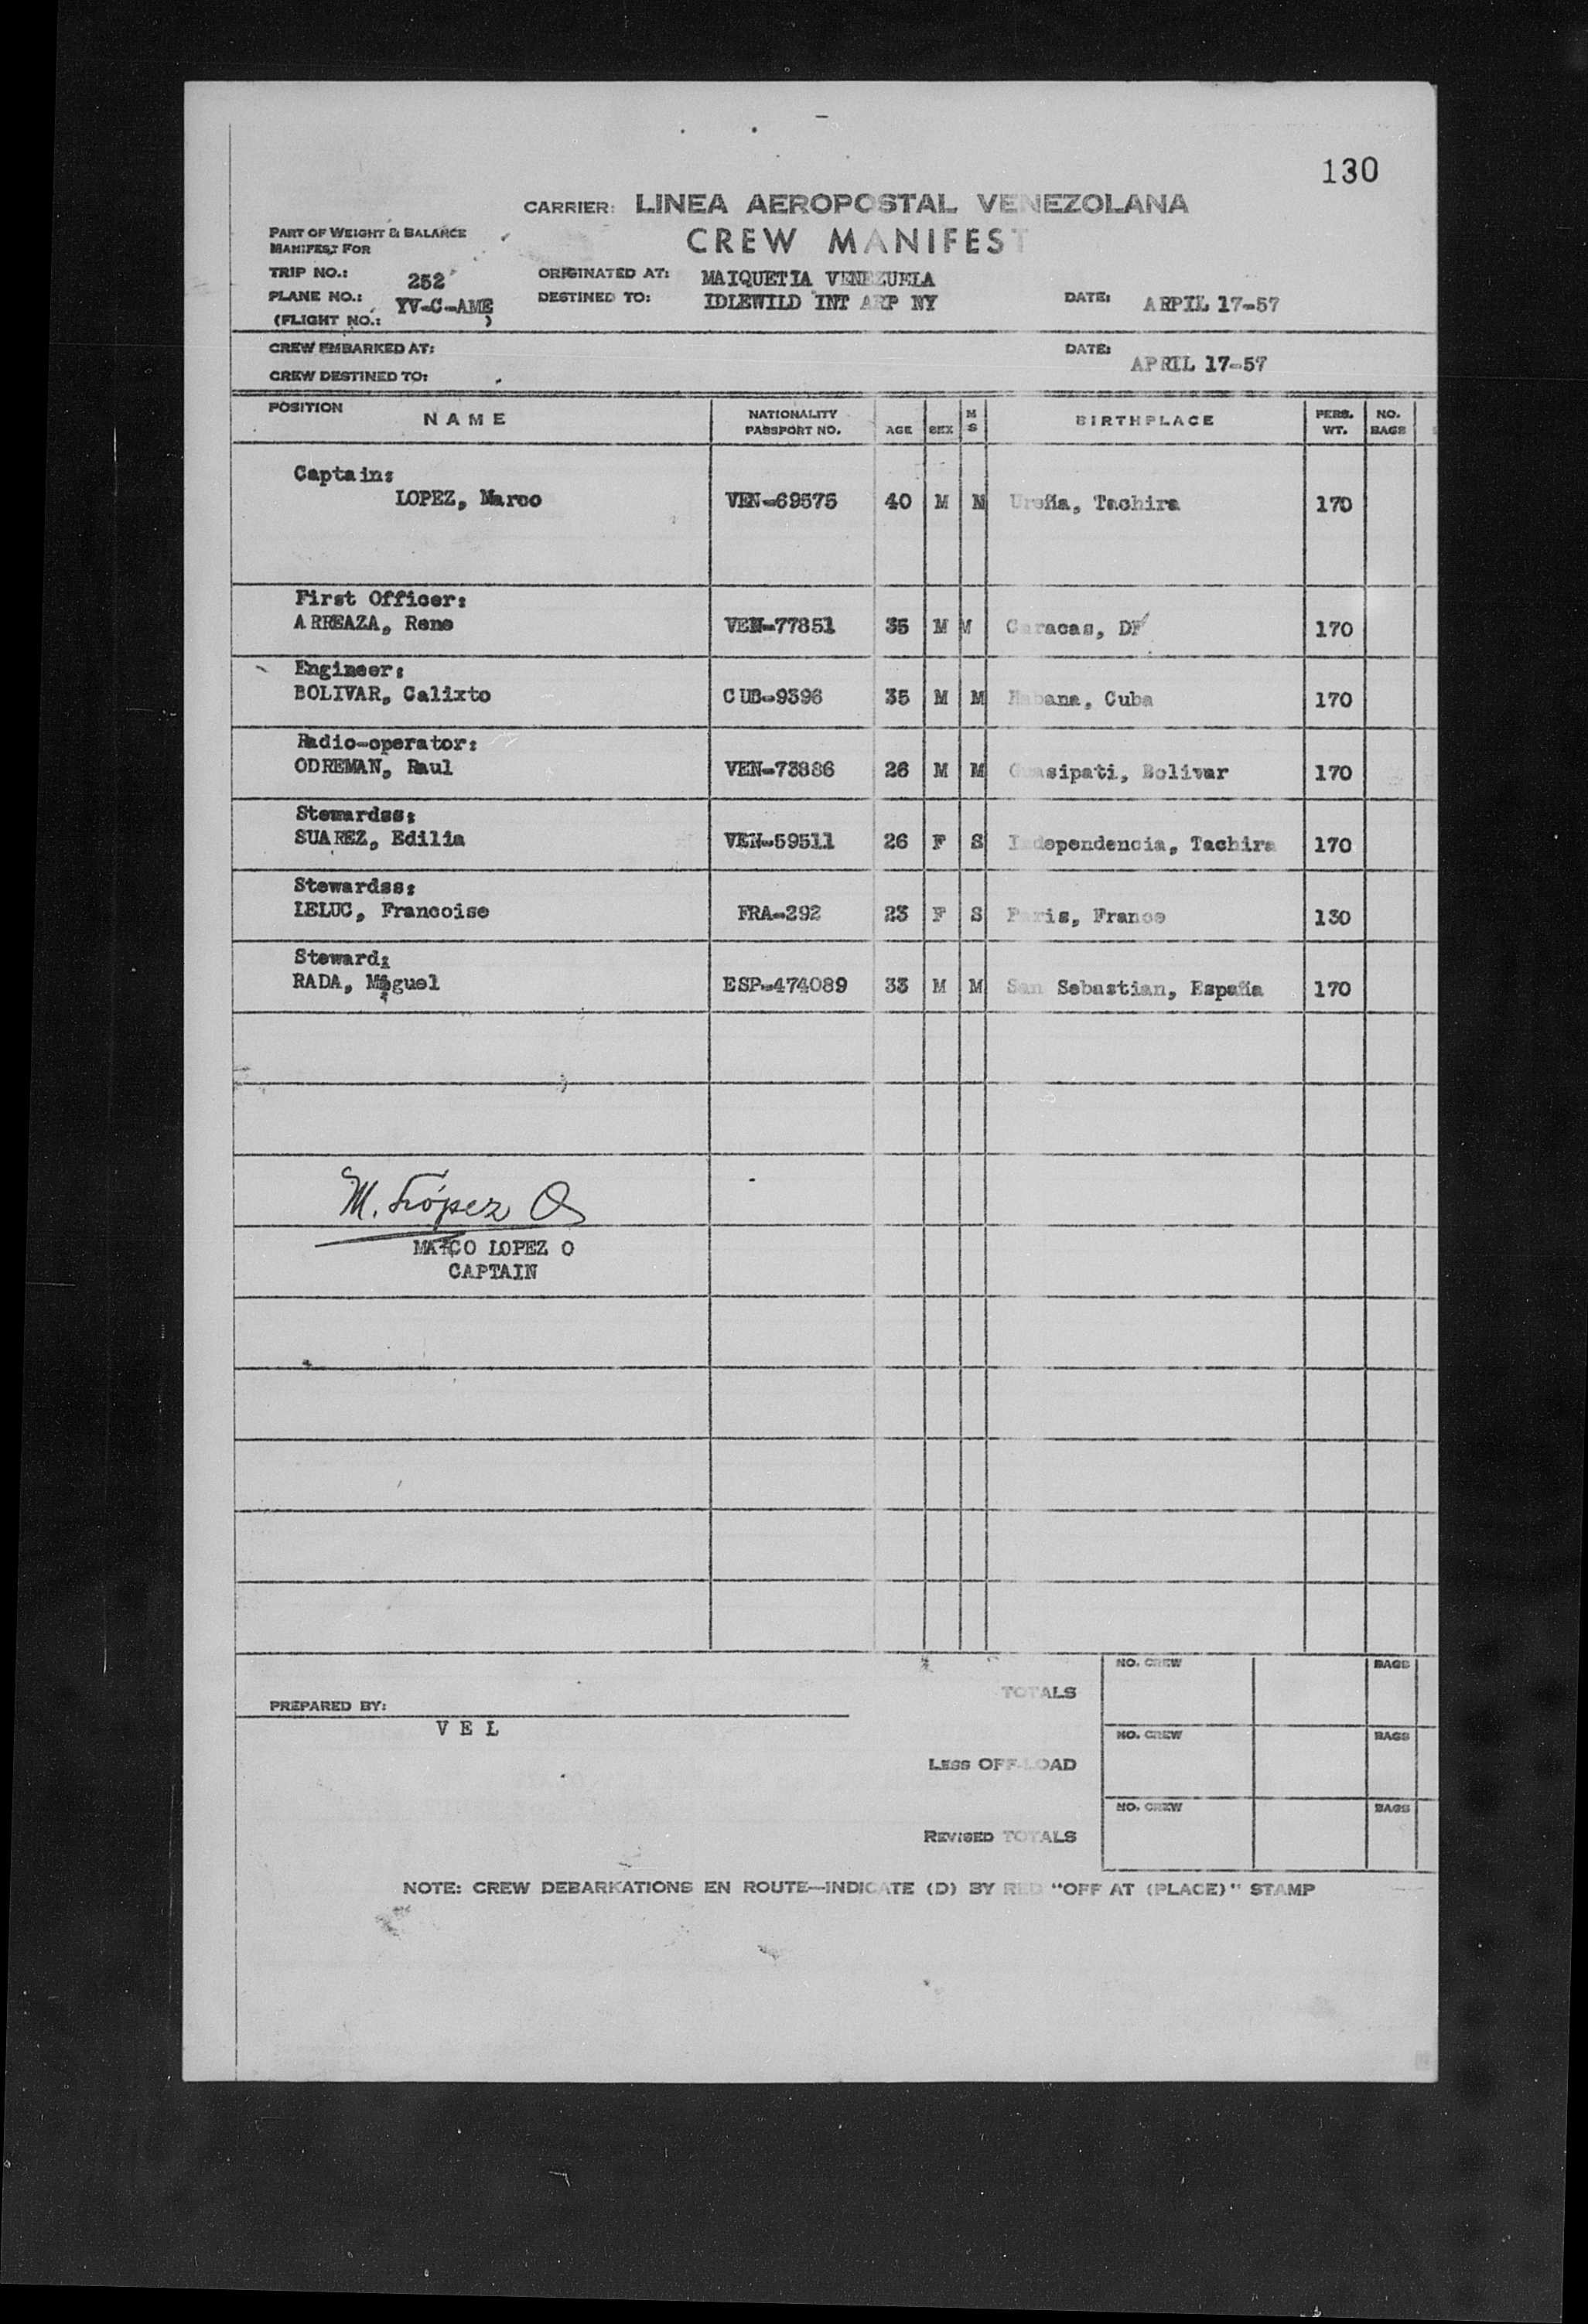 130
CARRIER: LINEA AEROPOSTAL VENEZOLANA
PART OF WEIGHT & BALANCE
MANIFEST FOR
CREW MANIFEST
TRIP NO.: 252 ORIGINATED AT: MAIQUETIA VENEZUELA
PLANE NO.: YV-C-AME DESTINED TO: IDLEWILD INT ARP NY DATE: ARPIL 17-57
(FLIGHT NO.: )
CREW EMBARKED AT: DATE: APRIL 17-57
CREW DESTINED TO:
POSITION NAME NATIONALITY PASSPORT NO. AGE SEX M S BIRTHPLACE PERS. WT. NO. BAGS
Captain:
LOPEZ, Marco VEN-69575 40 M M Ureña, Tachira 170
First Officer:
ARREAZA, Rene VEN-77851 35 M M Caracas, DF 170
Engineer:
BOLIVAR, Calixto CUB-9396 35 M M Habana, Cuba 170
Radio-operator:
ODREMAN, Raul VEN-73886 26 M M Guasipati, Bolivar 170
Stewardss:
SUAREZ, Edilia VEN-59511 26 F S Independencia, Tachira 170
Stewardss:
LELUC, Francoise FRA-292 23 F S Paris, France 130
Steward:
RADA, Miguel ESP-474089 33 M M San Sebastian, España 170
M. López O
MARCO LOPEZ O
CAPTAIN
NO. CREW BAGS
TOTALS
PREPARED BY:
V E L
NO. CREW BAGS
LESS OFF-LOAD
NO. CREW BAGS
REVISED TOTALS
NOTE: CREW DEBARKATIONS EN ROUTE—INDICATE (D) BY RED "OFF AT (PLACE)" STAMP